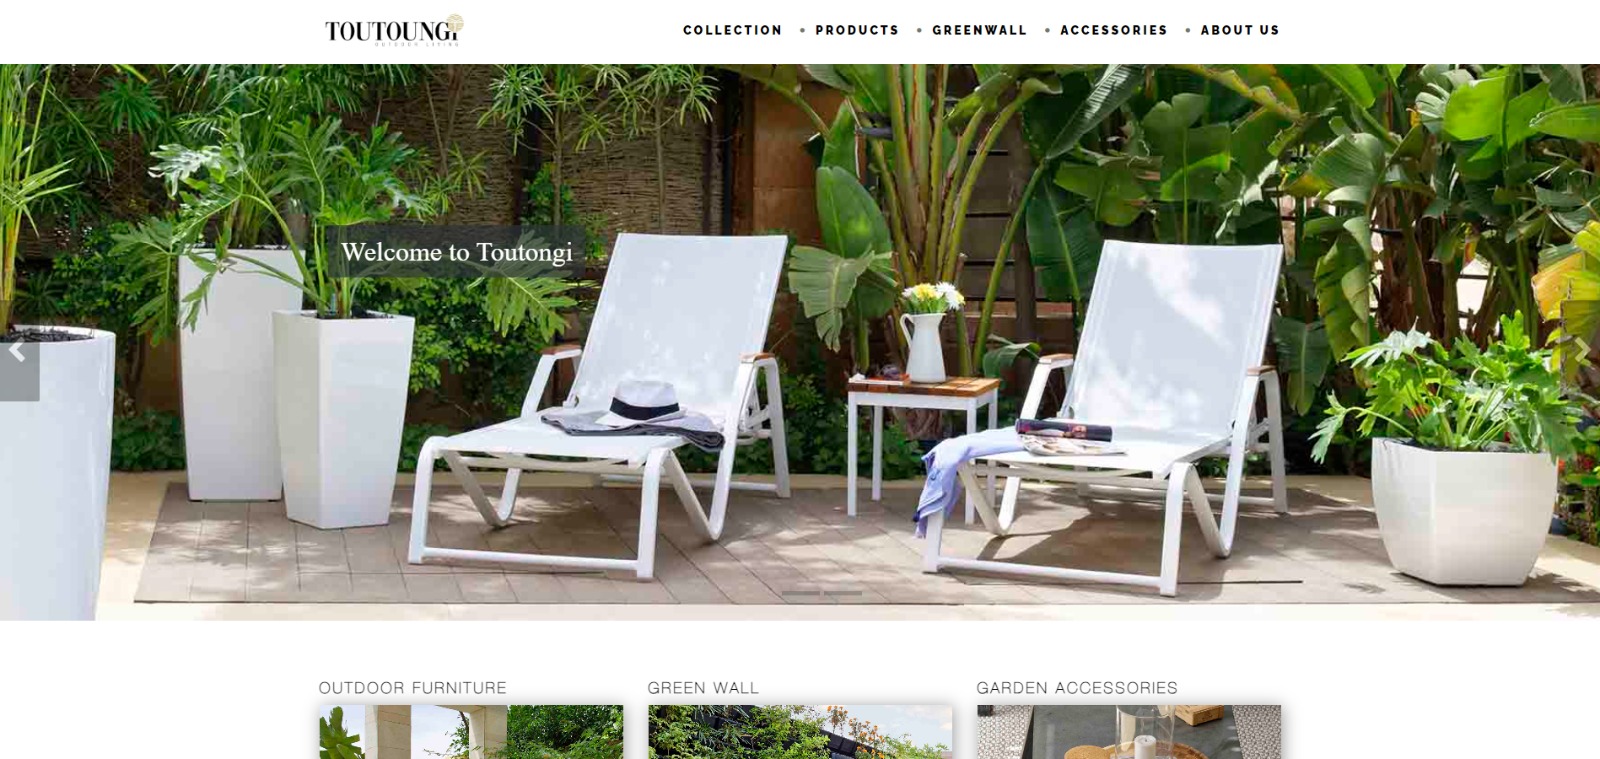 TOUTOUNGI
OUTDOOR LIVING
COLLECTION • PRODUCTS • GREENWALL • ACCESSORIES • ABOUT US
Welcome to Toutongi
OUTDOOR FURNITURE
GREEN WALL
GARDEN ACCESSORIES